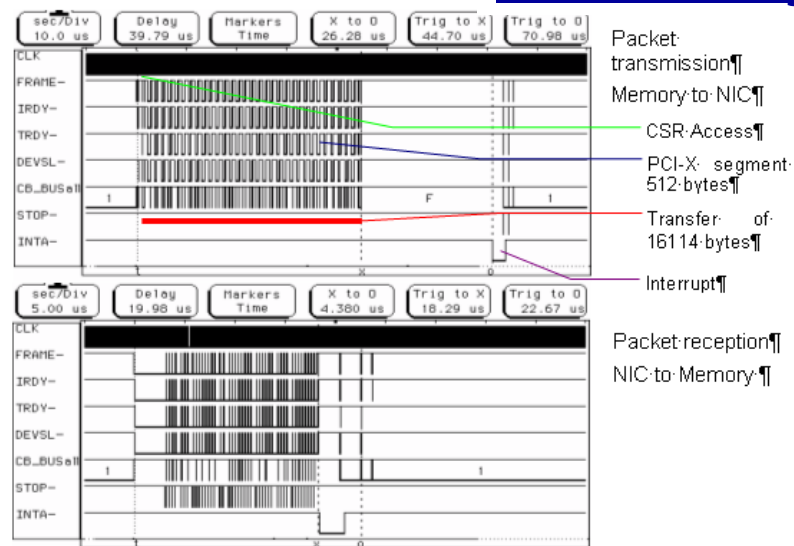 sec/Div Delay Markers X to O Trig to X Trig to O
10.0 us 39.79 us Time 26.28 us 44.70 us 70.98 us
CLK
FRAME-
IRDY-
TRDY-
DEVSL-
CB_BUSall 1 F 1
STOP-
INTA-
X O
Packet·
transmission¶
Memory·to·NIC¶
CSR·Access¶
PCI-X· segment·
512·bytes¶
Transfer of·
16114·bytes¶
Interrupt¶
sec/Div Delay Markers X to O Trig to X Trig to O
5.00 us 19.98 us Time 4.380 us 18.29 us 22.67 us
CLK
FRAME-
IRDY-
TRDY-
DEVSL-
CB_BUSall 1 1
STOP-
INTA-
X O
Packet·reception¶
NIC·to·Memory·¶